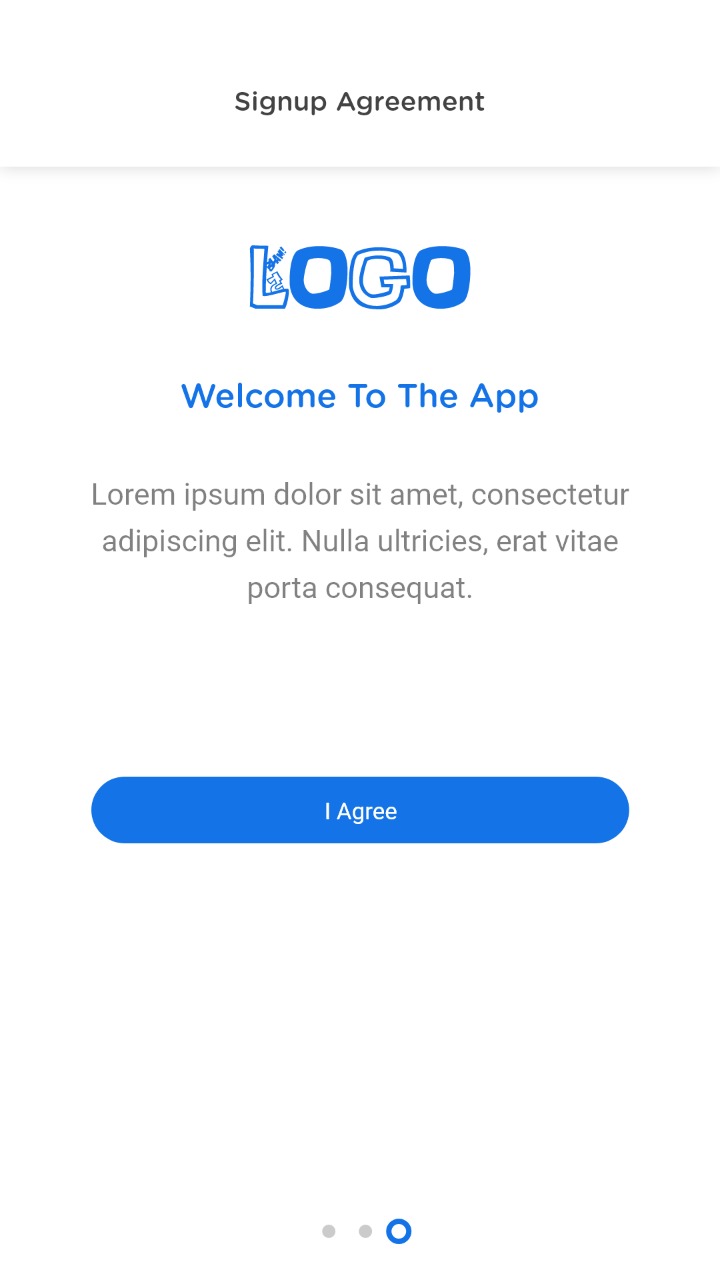 Signup Agreement
LOGO
Welcome To The App
Lorem ipsum dolor sit amet, consectetur
adipiscing elit. Nulla ultricies, erat vitae
porta consequat.
I Agree